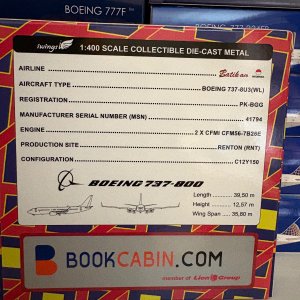 BOEING 777F
iwings
1:400 SCALE COLLECTIBLE DIE-CAST METAL
AIRLINE Batik air
AIRCRAFT TYPE BOEING 737-8U3(WL)
REGISTRATION PK-BGG
MANUFACTURER SERIAL NUMBER (MSN) 41794
ENGINE 2 X CFMI CFM56-7B26E
PRODUCTION SITE RENTON (RNT)
CONFIGURATION C12Y150
BOEING 737-800
Length : 39,50 m
Height : 12,57 m
Wing Span : 35,80 m
BOOKCABIN.COM
member of Lion Group